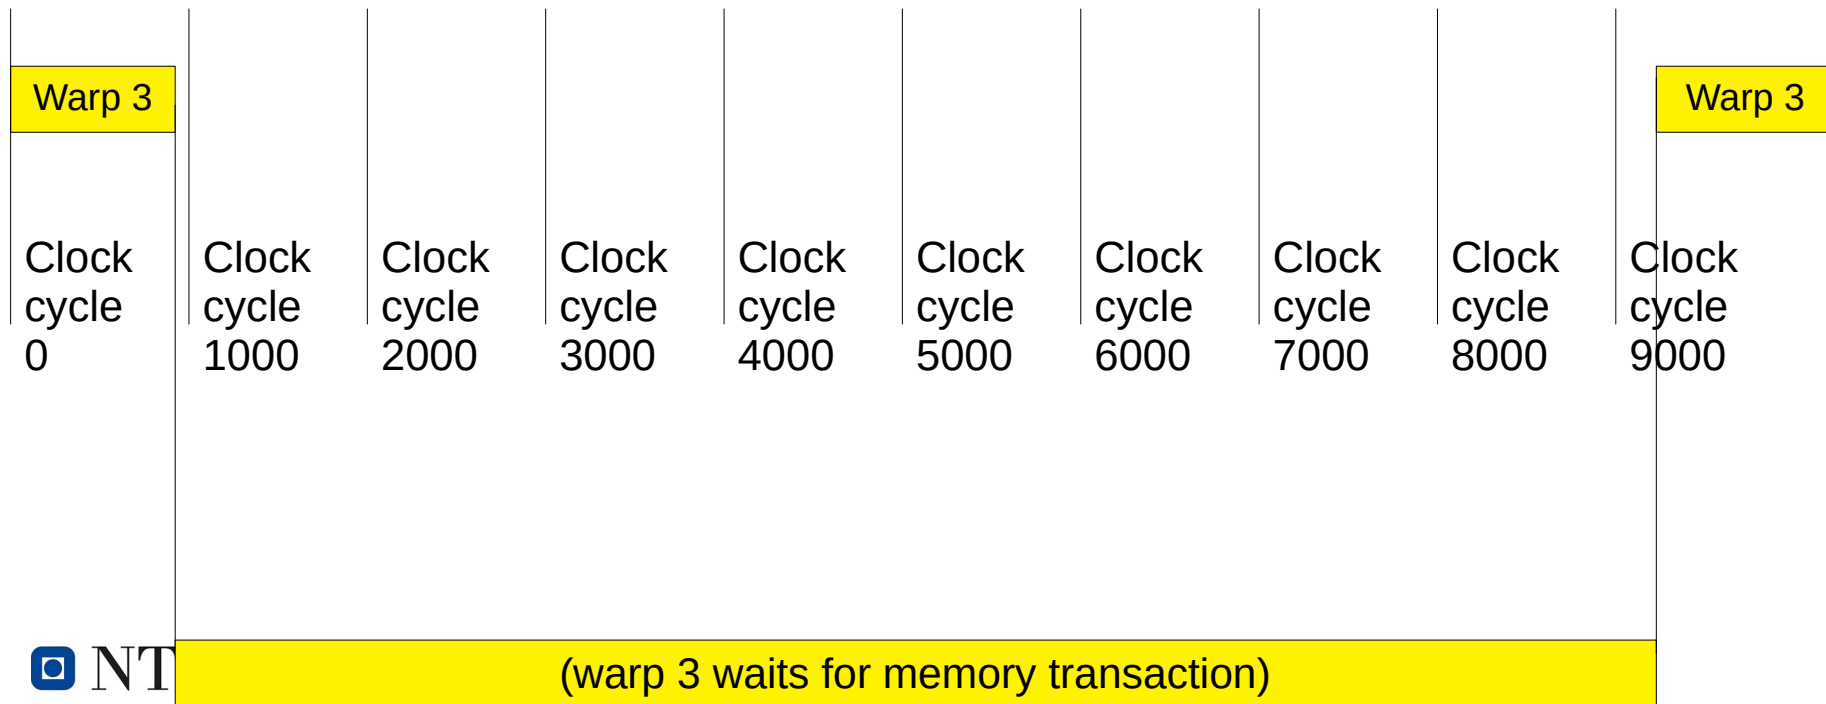 Warp 3
Warp 3
Clock cycle 0
Clock cycle 1000
Clock cycle 2000
Clock cycle 3000
Clock cycle 4000
Clock cycle 5000
Clock cycle 6000
Clock cycle 7000
Clock cycle 8000
Clock cycle 9000
NT
(warp 3 waits for memory transaction)